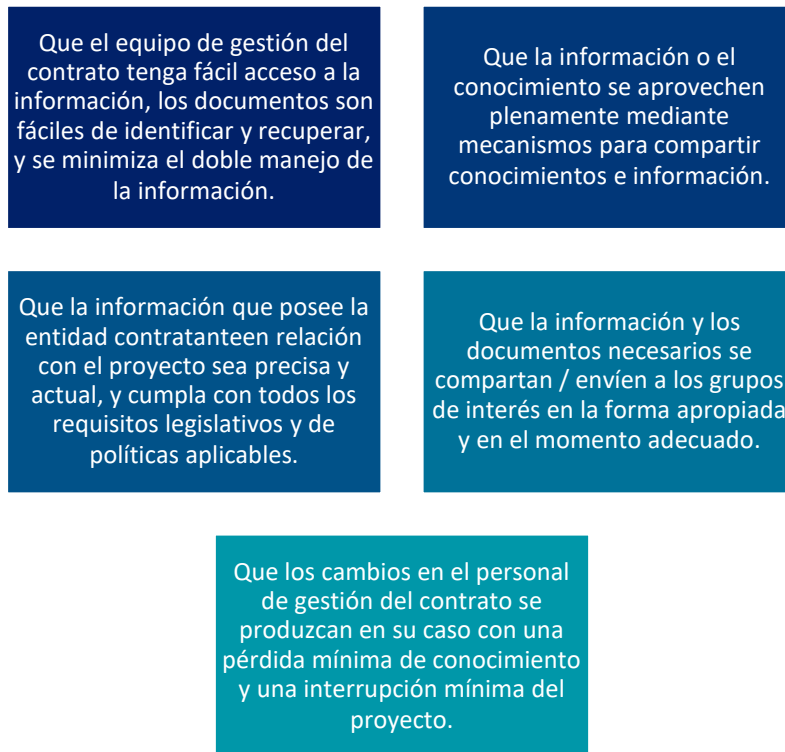 Que el equipo de gestión del
contrato tenga fácil acceso a la
información, los documentos son
fáciles de identificar y recuperar,
y se minimiza el doble manejo de
la información.
Que la información o el
conocimiento se aprovechen
plenamente mediante
mecanismos para compartir
conocimientos e información.
Que la información que posee la
entidad contratanteen relación
con el proyecto sea precisa y
actual, y cumpla con todos los
requisitos legislativos y de
políticas aplicables.
Que la información y los
documentos necesarios se
compartan / envíen a los grupos
de interés en la forma apropiada
y en el momento adecuado.
Que los cambios en el personal
de gestión del contrato se
produzcan en su caso con una
pérdida mínima de conocimiento
y una interrupción mínima del
proyecto.